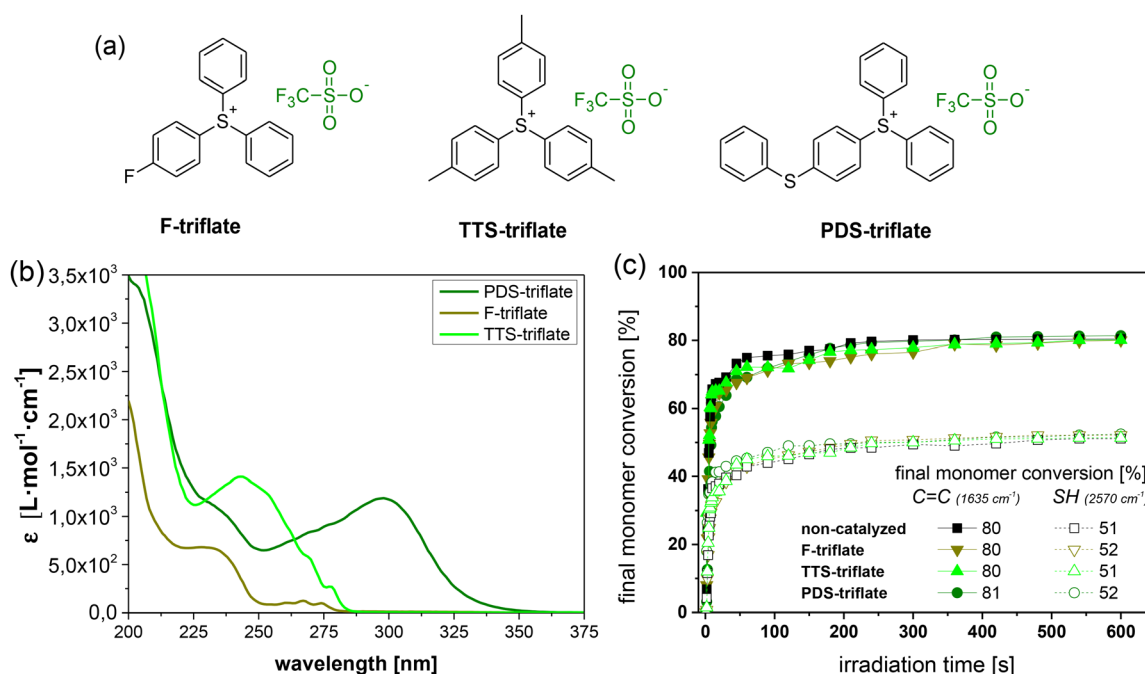 (a)
F
S
+
F₃C
S
O
O
O⁻
F-triflate
S
+
F₃C
S
O
O
O⁻
TTS-triflate
S
S
+
F₃C
S
O
O
O⁻
PDS-triflate
(b)
3,5x10³
3,0x10³
2,5x10³
2,0x10³
1,5x10³
1,0x10³
5,0x10²
0,0
ε [L·mol⁻¹·cm⁻¹]
PDS-triflate
F-triflate
TTS-triflate
200 225 250 275 300 325 350 375
wavelength [nm]
(c)
100
80
60
40
20
0
final monomer conversion [%]
final monomer conversion [%]
C=C (1635 cm⁻¹) SH (2570 cm⁻¹)
non-catalyzed 80 51
F-triflate 80 52
TTS-triflate 80 51
PDS-triflate 81 52
0 100 200 300 400 500 600
irradiation time [s]